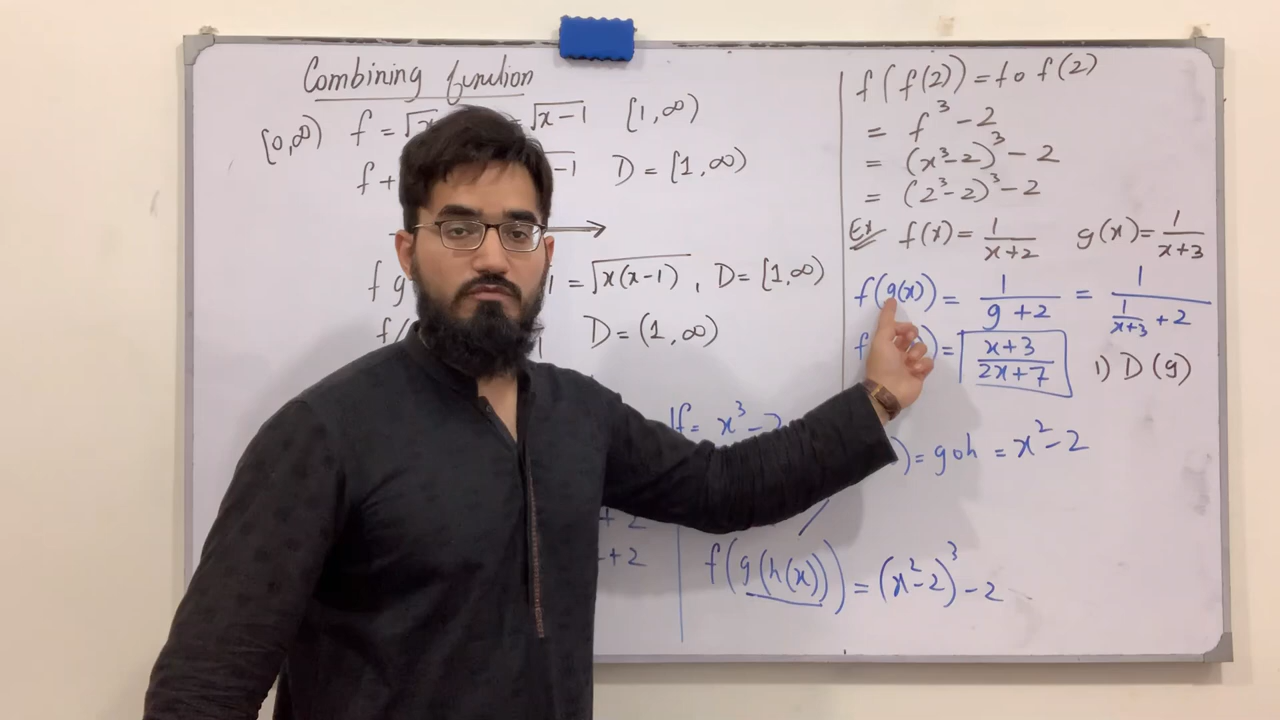 Combining function
[0,∞) f = √x = √x-1 [1,∞)
f + -1 D = [1,∞)
f g 1 = √x(x-1) , D = [1,∞)
f/ D = (1,∞)
f = x³ - 2
+ 2
+ 2
f(f(2)) = f o f(2)
= f³ - 2
= (x³-2)³ - 2
= (2³-2)³ - 2
Ex f(x) = 1/x+2 g(x) = 1/x+3
f(g(x)) = 1/g+2 = 1/(1/x+3 + 2)
f ) = x+3/2x+7 1) D(g)
) = goh = x² - 2
f(g(h(x))) = (x²-2)³ - 2